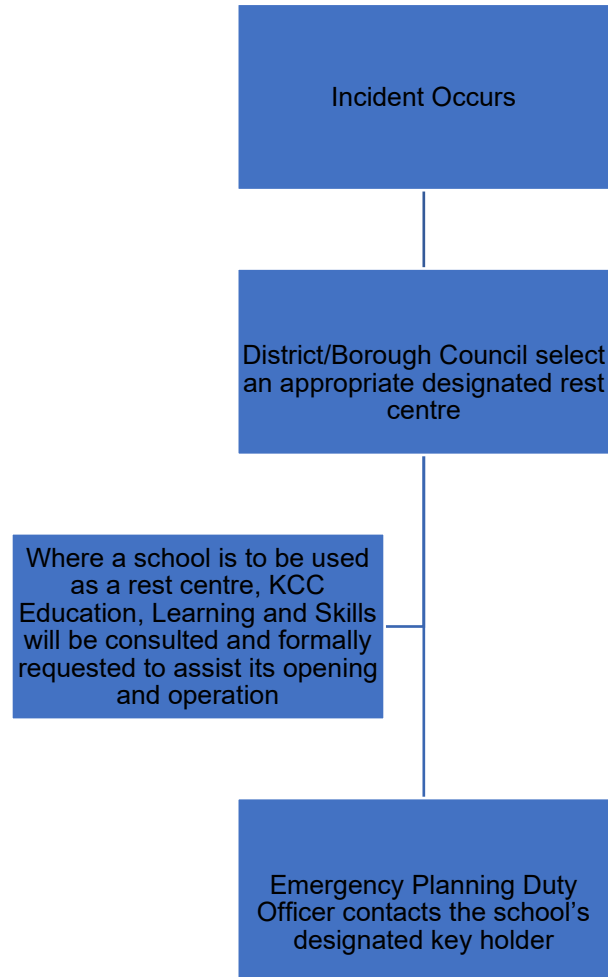 Incident Occurs
District/Borough Council select
an appropriate designated rest
centre
Where a school is to be used
as a rest centre, KCC
Education, Learning and Skills
will be consulted and formally
requested to assist its opening
and operation
Emergency Planning Duty
Officer contacts the school’s
designated key holder